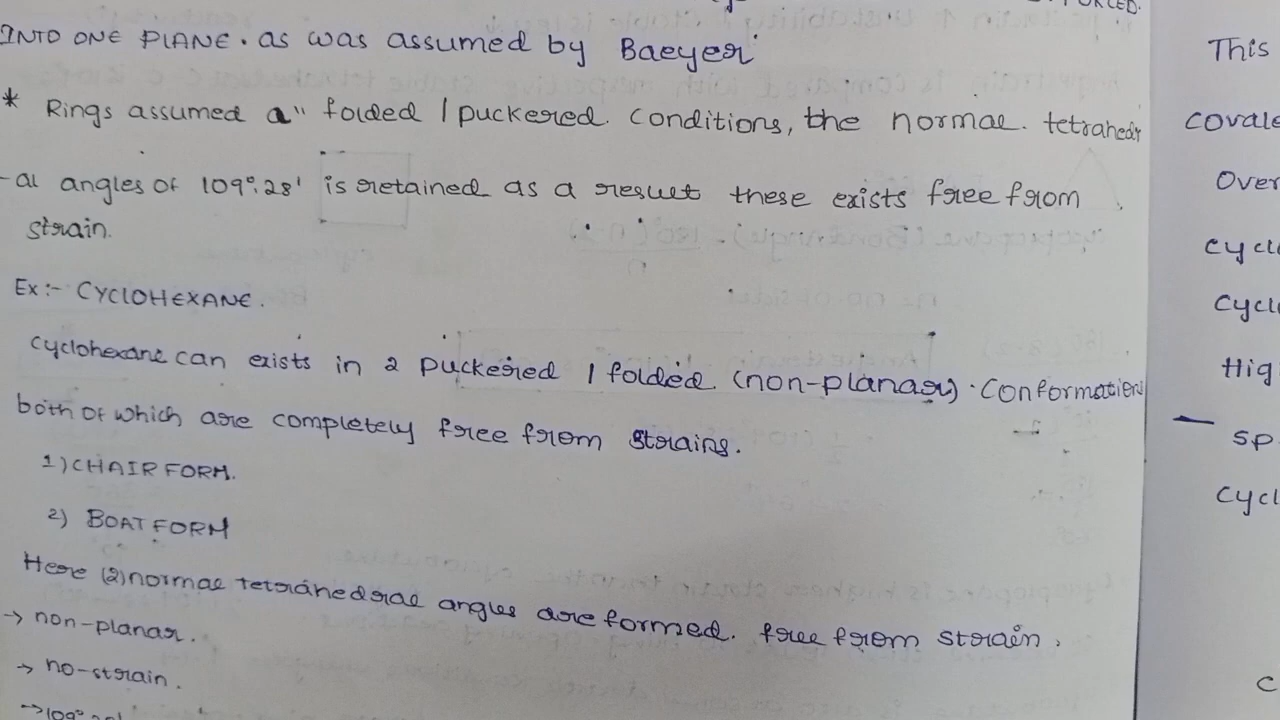 INTO ONE PLANE. as was assumed by Baeyer
* Rings assumed a" folded / puckered. Conditions, the normal. tetrahedr
-al angles of 109°.28' is retained as a result these exists free from
strain.
Ex:- CYCLOHEXANE.
Cyclohexane can exists in 2 Puckered / folded (non-planar). Conformation
both of which are completely free from strains.
1) CHAIR FORM.
2) BOAT FORM
Here (2) normal tetrahedral angles are formed. free from strain.
→ non-planar.
→ no-strain.
This
Covale
Over
Cycl
Cycl
Hig
— Sp
Cycl
C